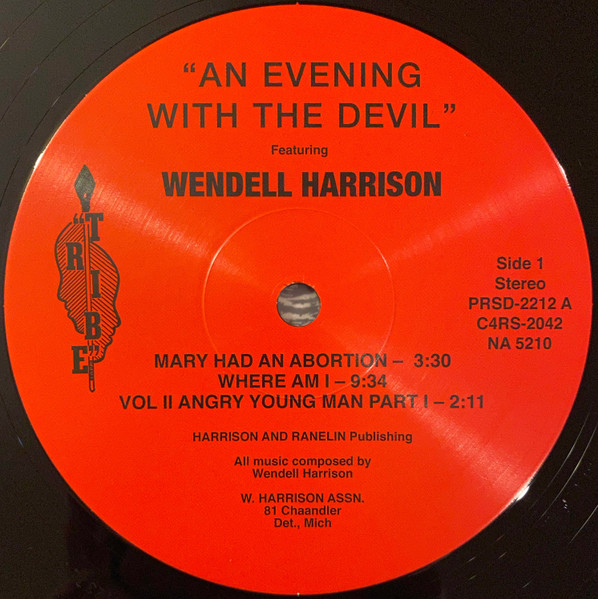 "AN EVENING
WITH THE DEVIL"
Featuring
WENDELL HARRISON
"TRIBE"
Side 1
Stereo
PRSD-2212 A
C4RS-2042
NA 5210
MARY HAD AN ABORTION – 3:30
WHERE AM I – 9:34
VOL II ANGRY YOUNG MAN PART I – 2:11
HARRISON AND RANELIN Publishing
All music composed by
Wendell Harrison
W. HARRISON ASSN.
81 Chaandler
Det., Mich